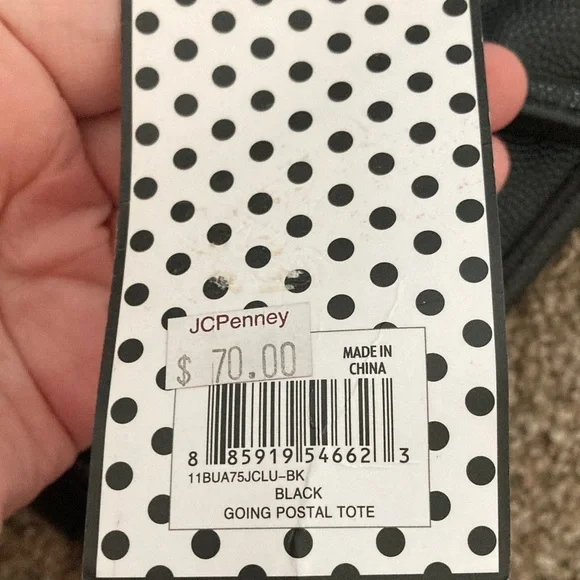 JCPenney
$ 70.00
MADE IN
CHINA
8 85919 54662 3
11BUA75JCLU-BK
BLACK
GOING POSTAL TOTE